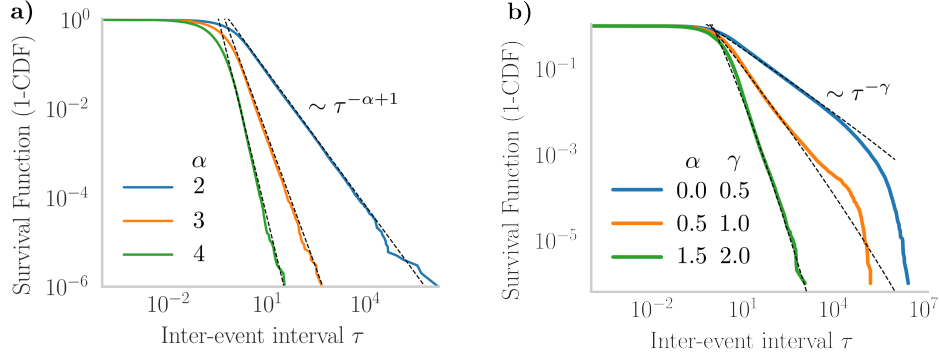 a)
Survival Function (1-CDF)
10^0
10^{-2}
10^{-4}
10^{-6}
∼ τ^{-α+1}
α
2
3
4
10^{-2}
10^1
10^4
Inter-event interval τ
b)
Survival Function (1-CDF)
10^{-1}
10^{-3}
10^{-5}
∼ τ^{-γ}
α γ
0.0 0.5
0.5 1.0
1.5 2.0
10^{-2}
10^1
10^4
10^7
Inter-event interval τ